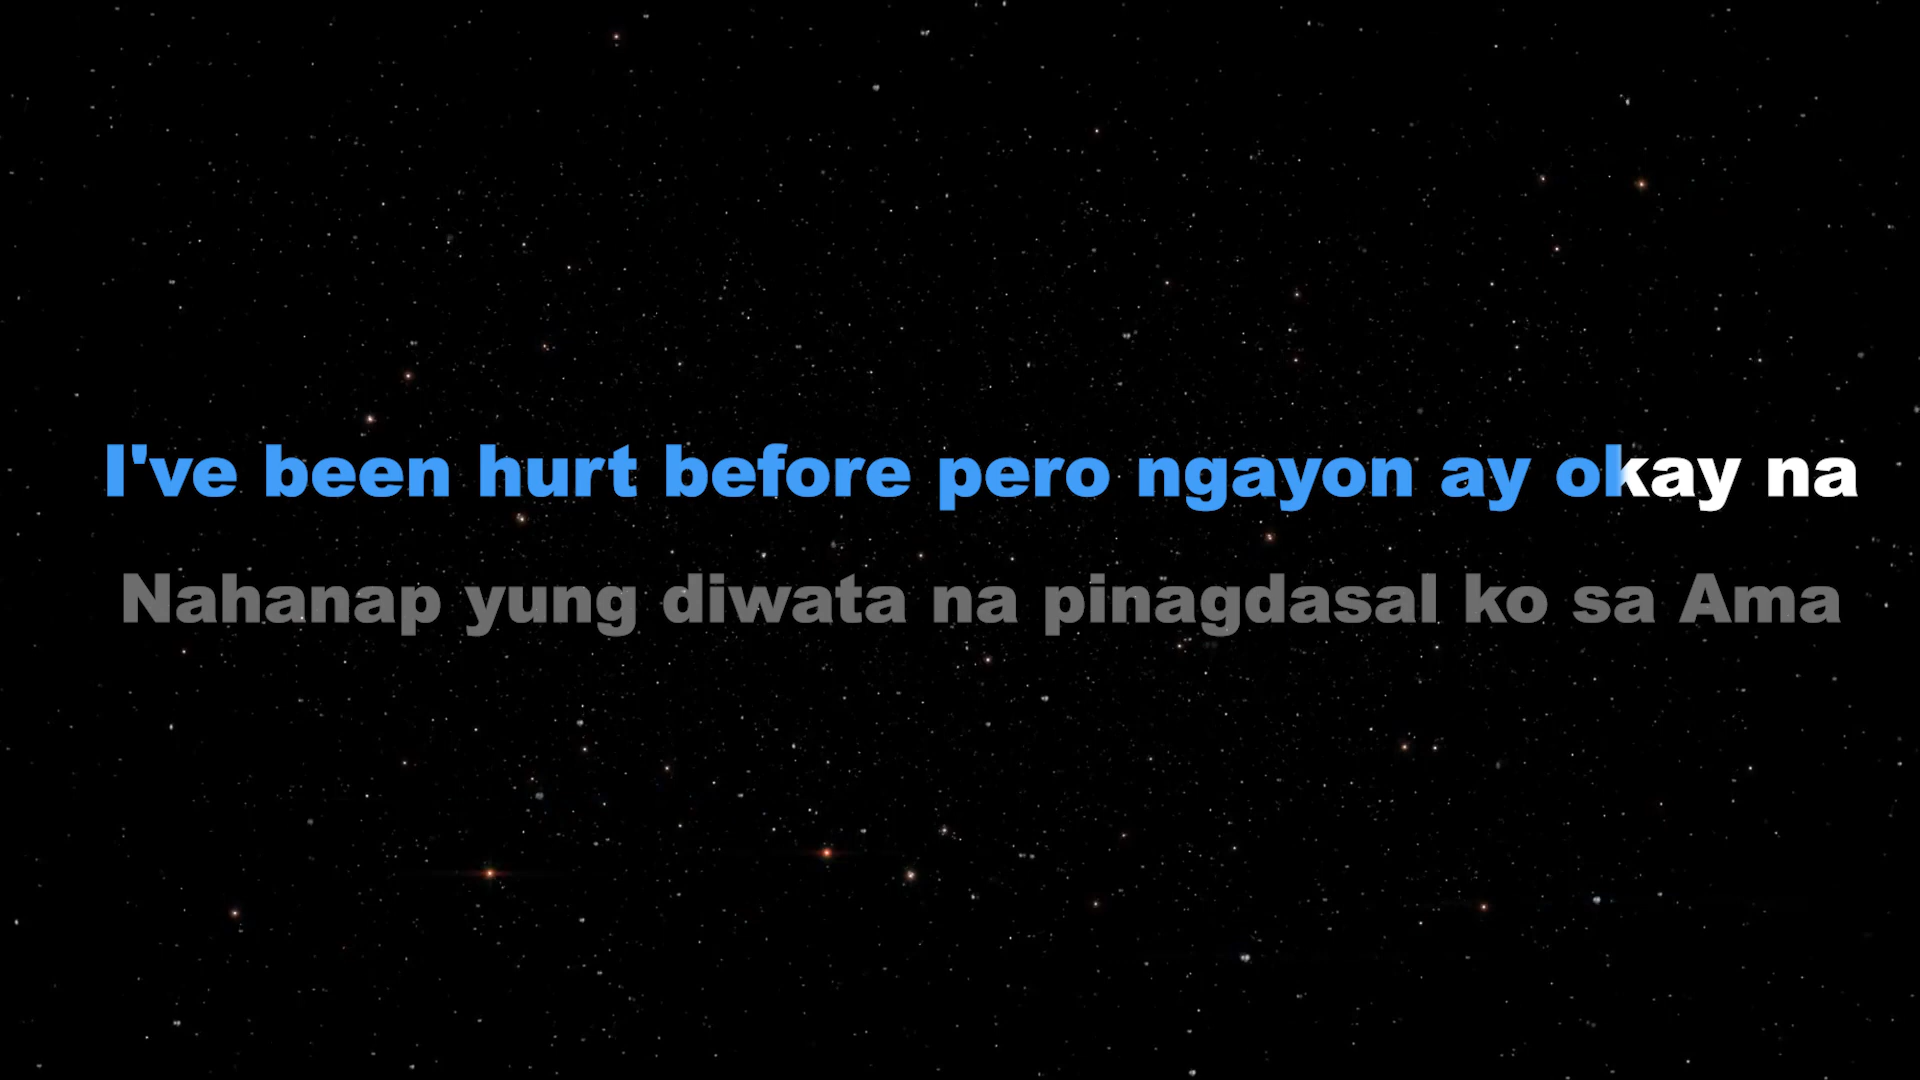 I've been hurt before pero ngayon ay okay na
Nahanap yung diwata na pinagdasal ko sa Ama